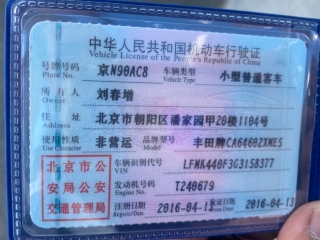 中华人民共和国机动车行驶证
Vehicle License of the People's Republic of China
号牌号码 京N90AC8 车辆类型 小型普通客车
Plate No. Vehicle Type
所有人 刘春增
Owner
住址 北京市朝阳区潘家园甲20楼1104号
Address
使用性质 非营运 品牌型号 丰田牌CA64602XME5
Use Character Model
北京市公安局公安交通管理局
车辆识别代号 LFMK440F3G3158377
VIN
发动机号码 T240679
Engine No.
注册日期 2016-04-13 发证日期 2016-04-13
Register Date Issue Date